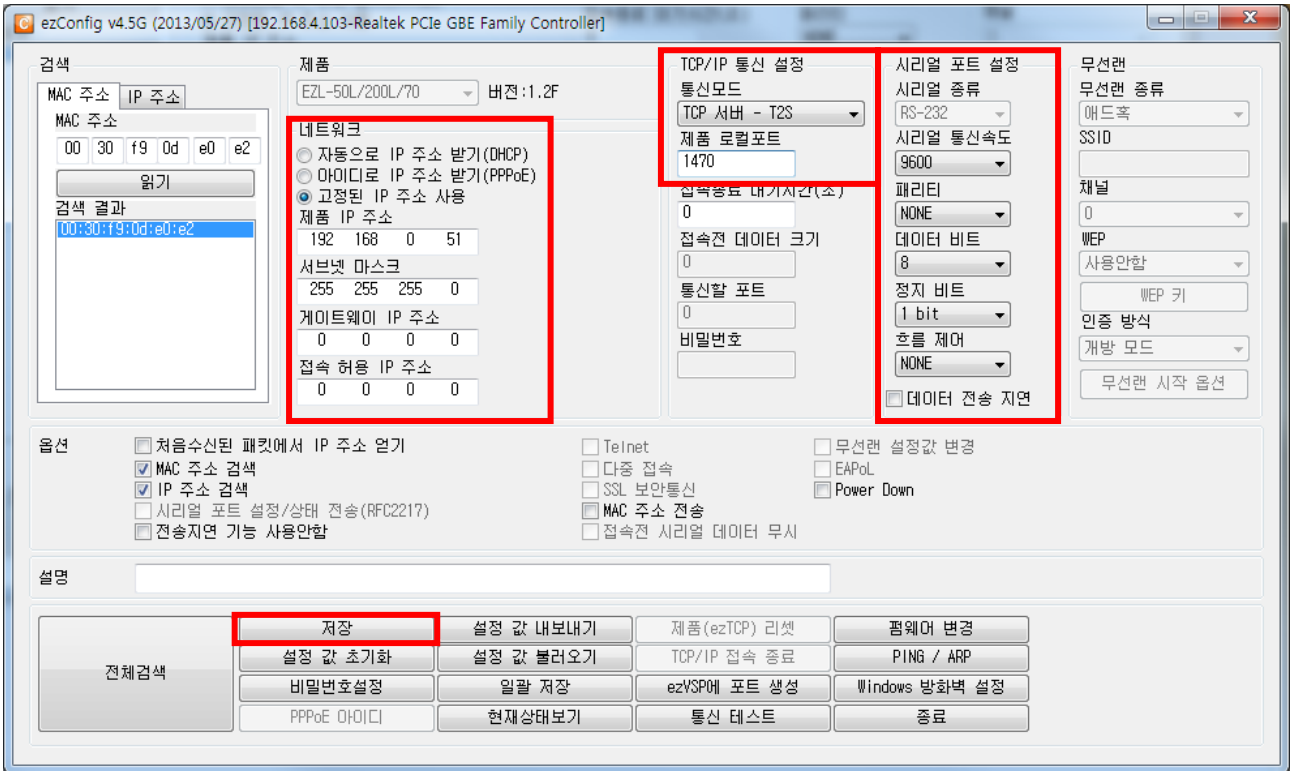 ezConfig v4.5G (2013/05/27) [192.168.4.103-Realtek PCIe GBE Family Controller]
검색
MAC 주소 IP 주소
MAC 주소
00 30 f9 0d e0 e2
읽기
검색 결과
00:30:f9:0d:e0:e2
제품
EZL-50L/200L/70 버전:1.2F
네트워크
자동으로 IP 주소 받기(DHCP)
아이디로 IP 주소 받기(PPPoE)
고정된 IP 주소 사용
제품 IP 주소
192 168 0 51
서브넷 마스크
255 255 255 0
게이트웨이 IP 주소
0 0 0 0
접속 허용 IP 주소
0 0 0 0
TCP/IP 통신 설정
통신모드
TCP 서버 - T2S
제품 로컬포트
1470
접속종료 대기시간(초)
0
접속전 데이터 크기
0
통신할 포트
0
비밀번호
시리얼 포트 설정
시리얼 종류
RS-232
시리얼 통신속도
9600
패리티
NONE
데이터 비트
8
정지 비트
1 bit
흐름 제어
NONE
데이터 전송 지연
무선랜
무선랜 종류
애드혹
SSID
채널
0
WEP
사용안함
WEP 키
인증 방식
개방 모드
무선랜 시작 옵션
옵션
처음수신된 패킷에서 IP 주소 얻기
MAC 주소 검색
IP 주소 검색
시리얼 포트 설정/상태 전송(RFC2217)
전송지연 기능 사용안함
Telnet
다중 접속
SSL 보안통신
MAC 주소 전송
접속전 시리얼 데이터 무시
무선랜 설정값 변경
EAPoL
Power Down
설명
전체검색
저장 설정 값 내보내기 제품(ezTCP) 리셋 펌웨어 변경
설정 값 초기화 설정 값 불러오기 TCP/IP 접속 종료 PING / ARP
비밀번호설정 일괄 저장 ezVSP에 포트 생성 Windows 방화벽 설정
PPPoE 아이디 현재상태보기 통신 테스트 종료